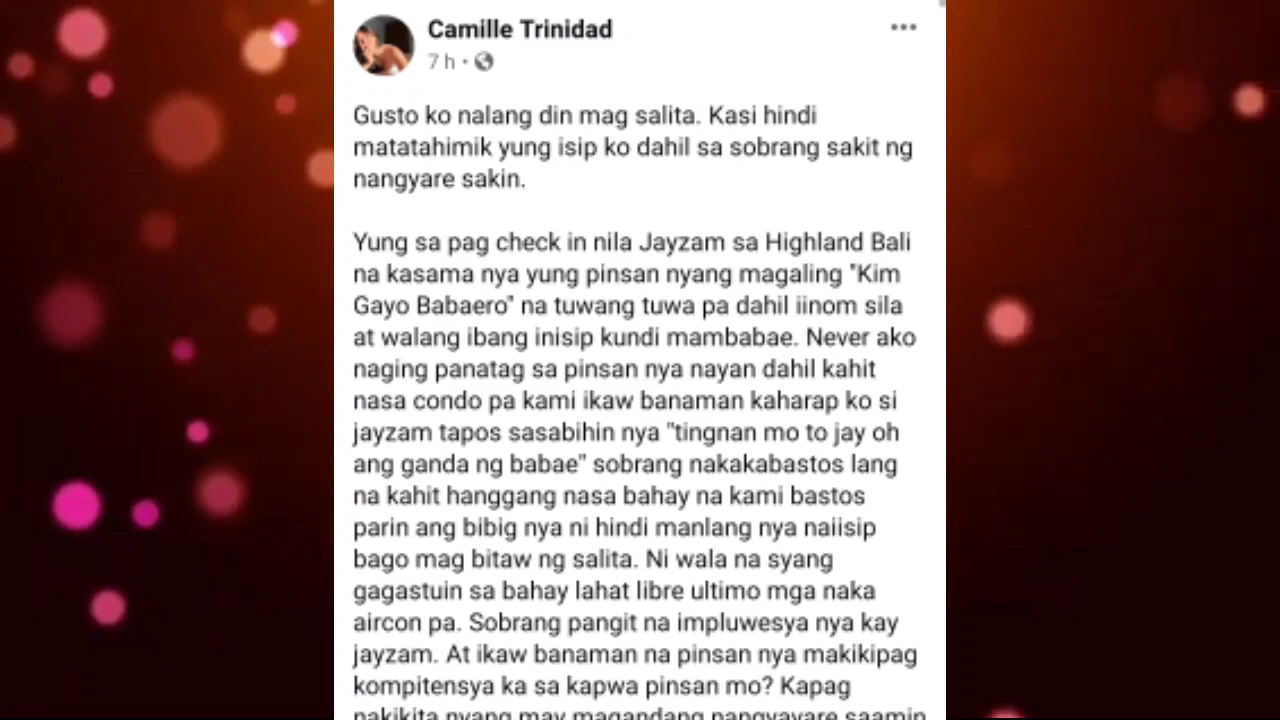 Camille Trinidad
7 h
Gusto ko nalang din mag salita. Kasi hindi
matatahimik yung isip ko dahil sa sobrang sakit ng
nangyare sakin.
Yung sa pag check in nila Jayzam sa Highland Bali
na kasama nya yung pinsan nyang magaling "Kim
Gayo Babaero" na tuwang tuwa pa dahil iinom sila
at walang ibang inisip kundi mambabae. Never ako
naging panatag sa pinsan nya nayan dahil kahit
nasa condo pa kami ikaw banaman kaharap ko si
jayzam tapos sasabihin nya "tingnan mo to jay oh
ang ganda ng babae" sobrang nakakabastos lang
na kahit hanggang nasa bahay na kami bastos
parin ang bibig nya ni hindi manlang nya naiisip
bago mag bitaw ng salita. Ni wala na syang
gagastuin sa bahay lahat libre ultimo mga naka
aircon pa. Sobrang pangit na impluwesya nya kay
jayzam. At ikaw banaman na pinsan nya makikipag
kompitensya ka sa kapwa pinsan mo? Kapag
nakikita nyang may magandang nangyayare saamin